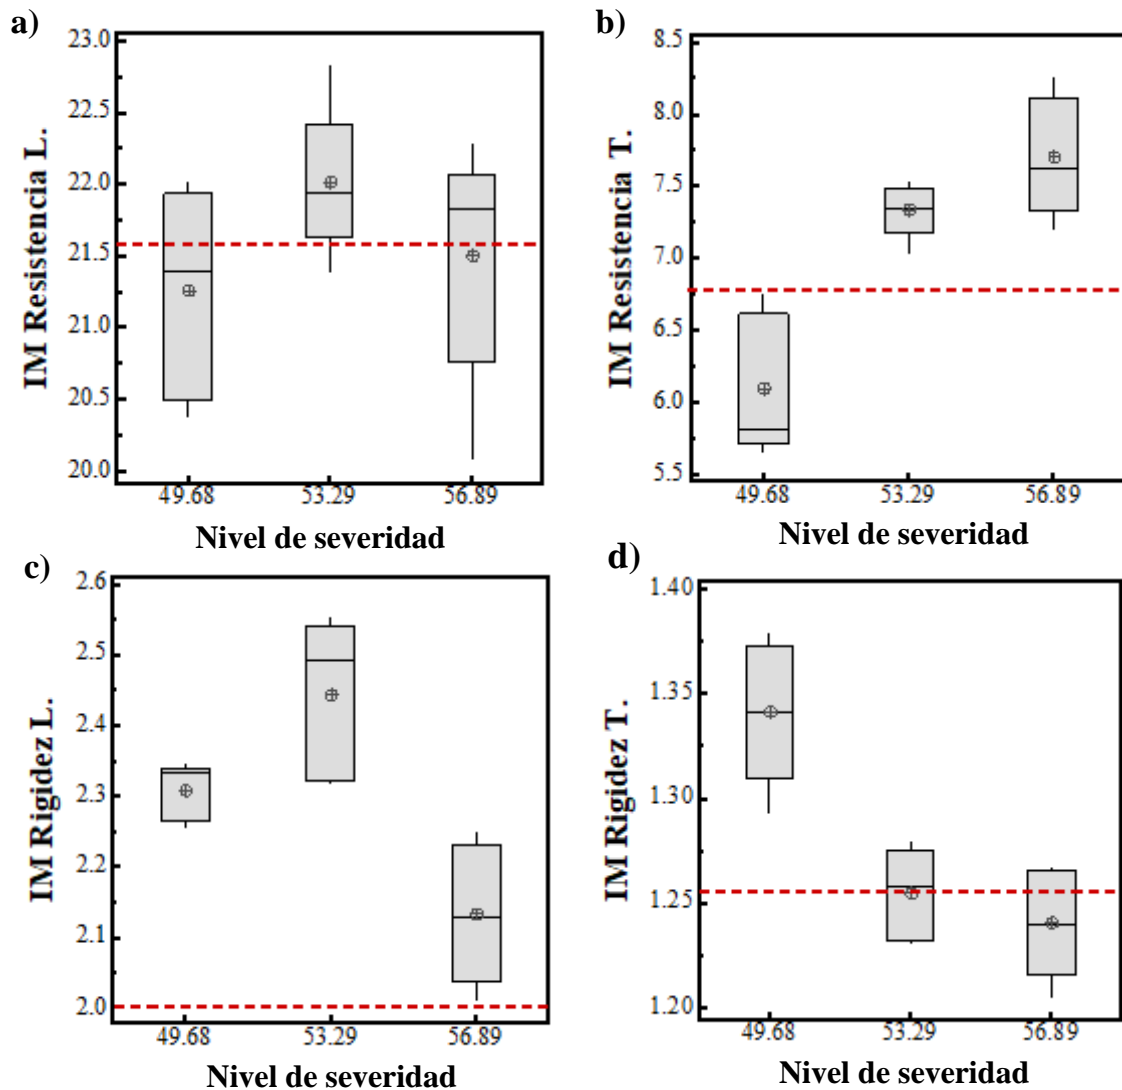 a)
IM Resistencia L.
23.0
22.5
22.0
21.5
21.0
20.5
20.0
49.68 53.29 56.89
Nivel de severidad
b)
IM Resistencia T.
8.5
8.0
7.5
7.0
6.5
6.0
5.5
49.68 53.29 56.89
Nivel de severidad
c)
IM Rigidez L.
2.6
2.5
2.4
2.3
2.2
2.1
2.0
49.68 53.29 56.89
Nivel de severidad
d)
IM Rigidez T.
1.40
1.35
1.30
1.25
1.20
49.68 53.29 56.89
Nivel de severidad